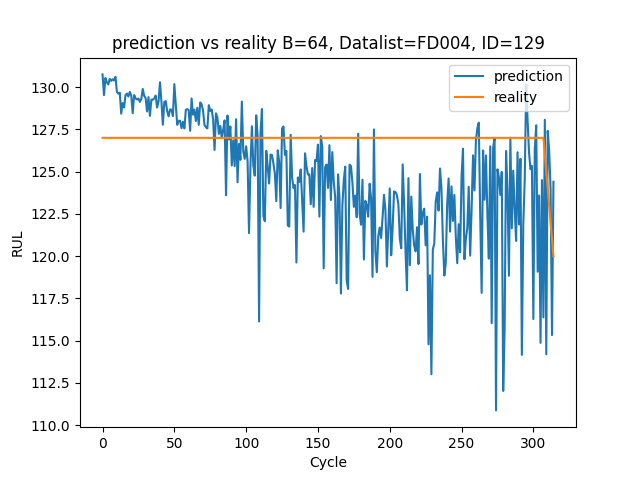 prediction vs reality B=64, Datalist=FD004, ID=129
prediction
reality
RUL
130.0
127.5
125.0
122.5
120.0
117.5
115.0
112.5
110.0
0 50 100 150 200 250 300
Cycle